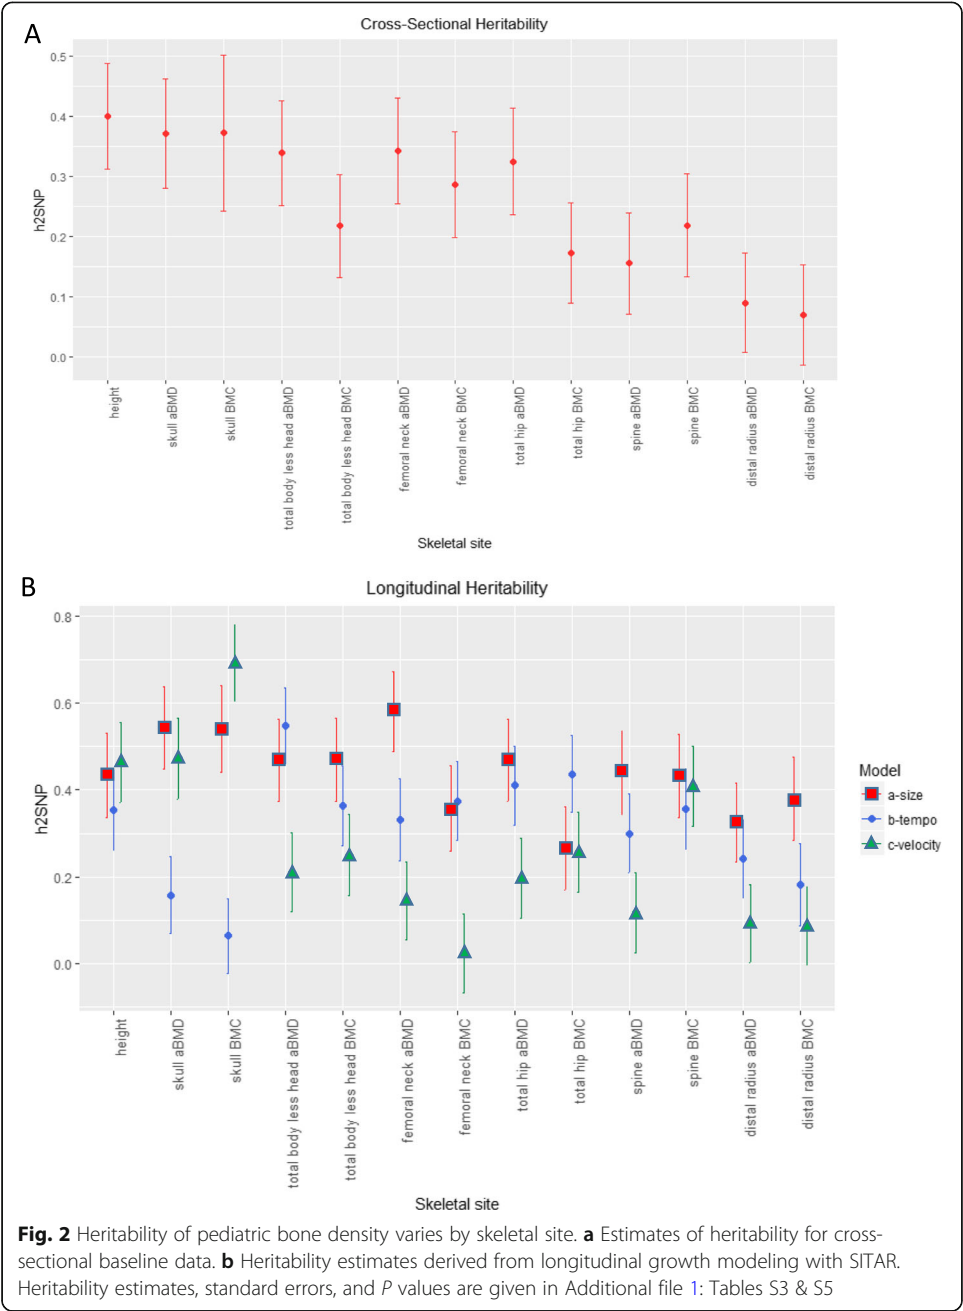 A
Cross-Sectional Heritability
h2SNP
0.5
0.4
0.3
0.2
0.1
0.0
height
skull aBMD
skull BMC
total body less head aBMD
total body less head BMC
femoral neck aBMD
femoral neck BMC
total hip aBMD
total hip BMC
spine aBMD
spine BMC
distal radius aBMD
distal radius BMC
Skeletal site
B
Longitudinal Heritability
h2SNP
0.8
0.6
0.4
0.2
0.0
height
skull aBMD
skull BMC
total body less head aBMD
total body less head BMC
femoral neck aBMD
femoral neck BMC
total hip aBMD
total hip BMC
spine aBMD
spine BMC
distal radius aBMD
distal radius BMC
Skeletal site
Model
a-size
b-tempo
c-velocity
Fig. 2 Heritability of pediatric bone density varies by skeletal site. a Estimates of heritability for cross-
sectional baseline data. b Heritability estimates derived from longitudinal growth modeling with SITAR.
Heritability estimates, standard errors, and P values are given in Additional file 1: Tables S3 & S5